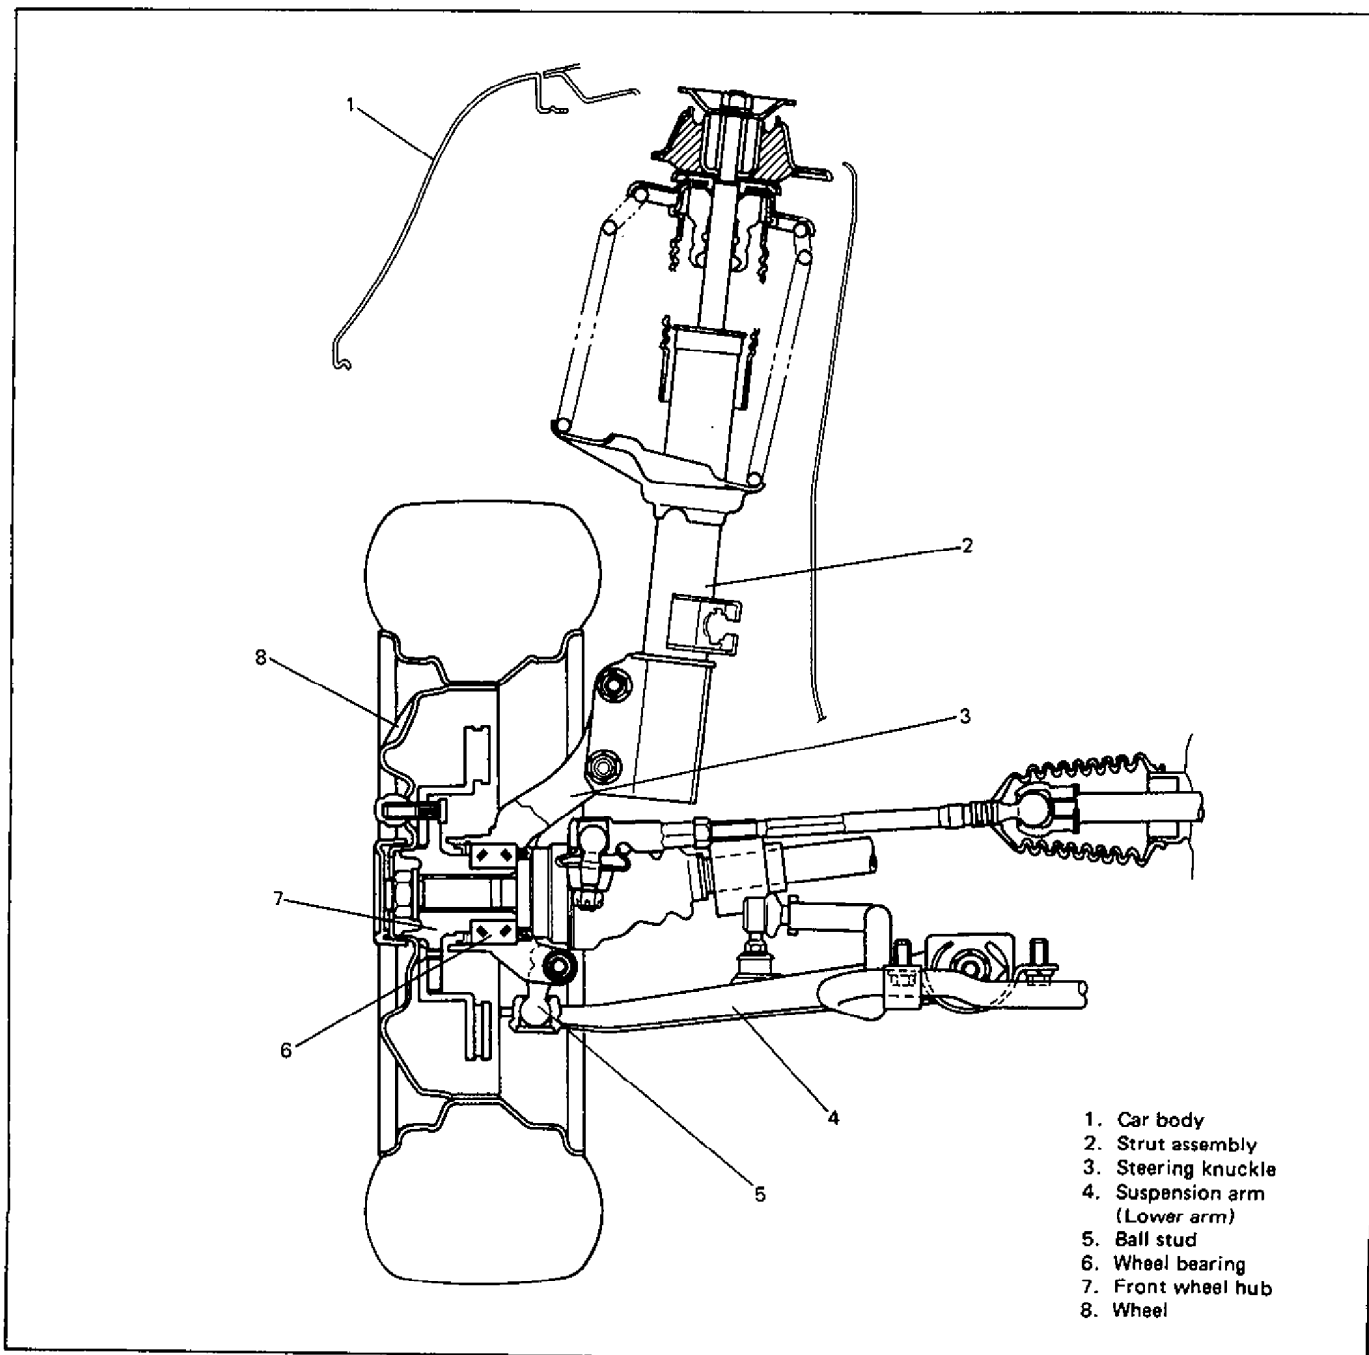 1
2
8
3
7
6
4
5
1. Car body
2. Strut assembly
3. Steering knuckle
4. Suspension arm
(Lower arm)
5. Ball stud
6. Wheel bearing
7. Front wheel hub
8. Wheel